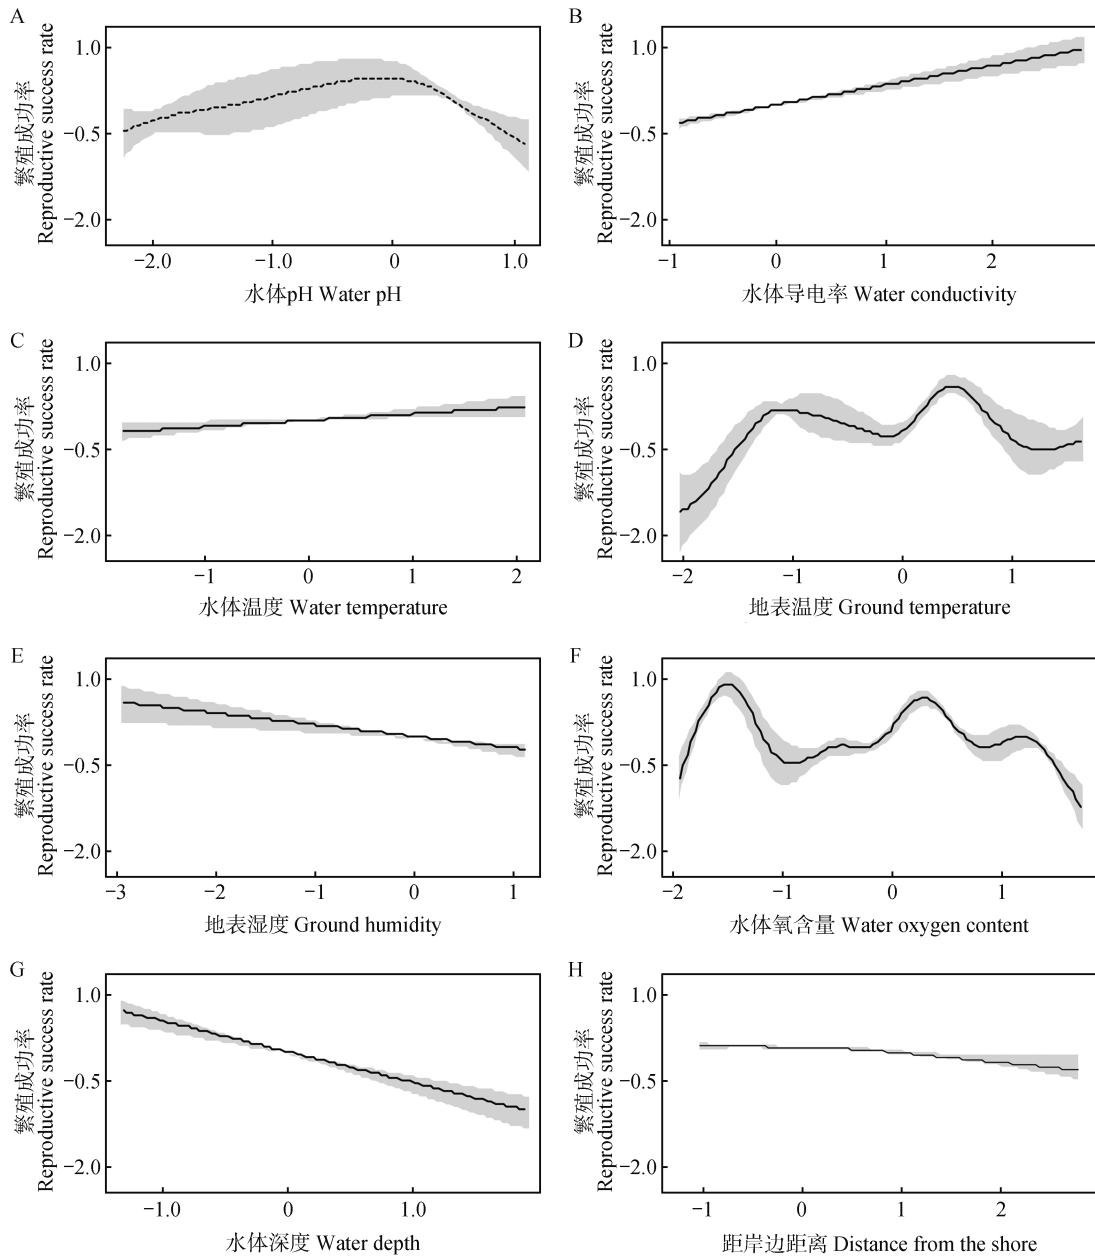 A
繁殖成功率
Reproductive success rate
1.0
−0.5
−2.0
−2.0 −1.0 0 1.0
水体pH Water pH
B
繁殖成功率
Reproductive success rate
1.0
−0.5
−2.0
−1 0 1 2
水体导电率 Water conductivity
C
繁殖成功率
Reproductive success rate
1.0
−0.5
−2.0
−1 0 1 2
水体温度 Water temperature
D
繁殖成功率
Reproductive success rate
1.0
−0.5
−2.0
−2 −1 0 1
地表温度 Ground temperature
E
繁殖成功率
Reproductive success rate
1.0
−0.5
−2.0
−3 −2 −1 0 1
地表湿度 Ground humidity
F
繁殖成功率
Reproductive success rate
1.0
−0.5
−2.0
−2 −1 0 1
水体氧含量 Water oxygen content
G
繁殖成功率
Reproductive success rate
1.0
−0.5
−2.0
−1.0 0 1.0
水体深度 Water depth
H
繁殖成功率
Reproductive success rate
1.0
−0.5
−2.0
−1 0 1 2
距岸边距离 Distance from the shore